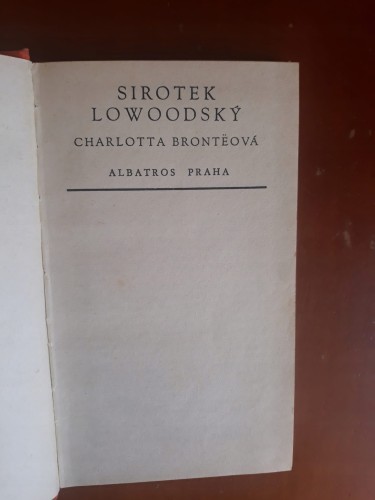 SIROTEK
LOWOODSKÝ
CHARLOTTA BRONTËOVÁ
ALBATROS PRAHA